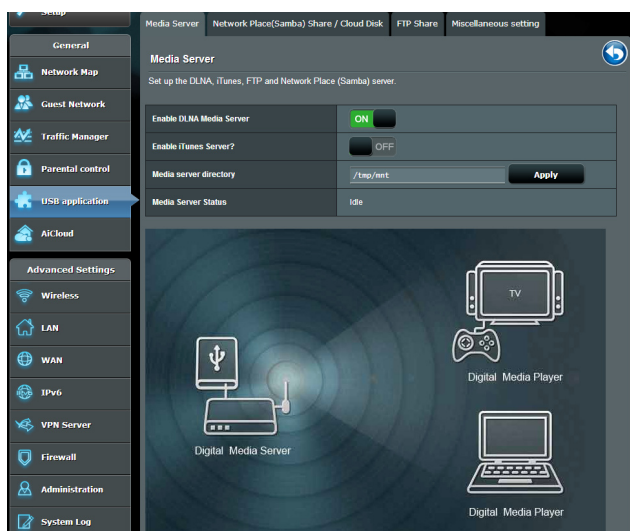 Setup
Media Server
Network Place(Samba) Share / Cloud Disk
FTP Share
Miscellaneous setting
General
Network Map
Guest Network
Traffic Manager
Parental control
USB application
AiCloud
Advanced Settings
Wireless
LAN
WAN
IPv6
VPN Server
Firewall
Administration
System Log
Media Server
Set up the DLNA, iTunes, FTP and Network Place (Samba) server.
Enable DLNA Media Server ON
Enable iTunes Server? OFF
Media server directory /tmp/mnt Apply
Media Server Status Idle
TV
Digital Media Player
Digital Media Server
Digital Media Player